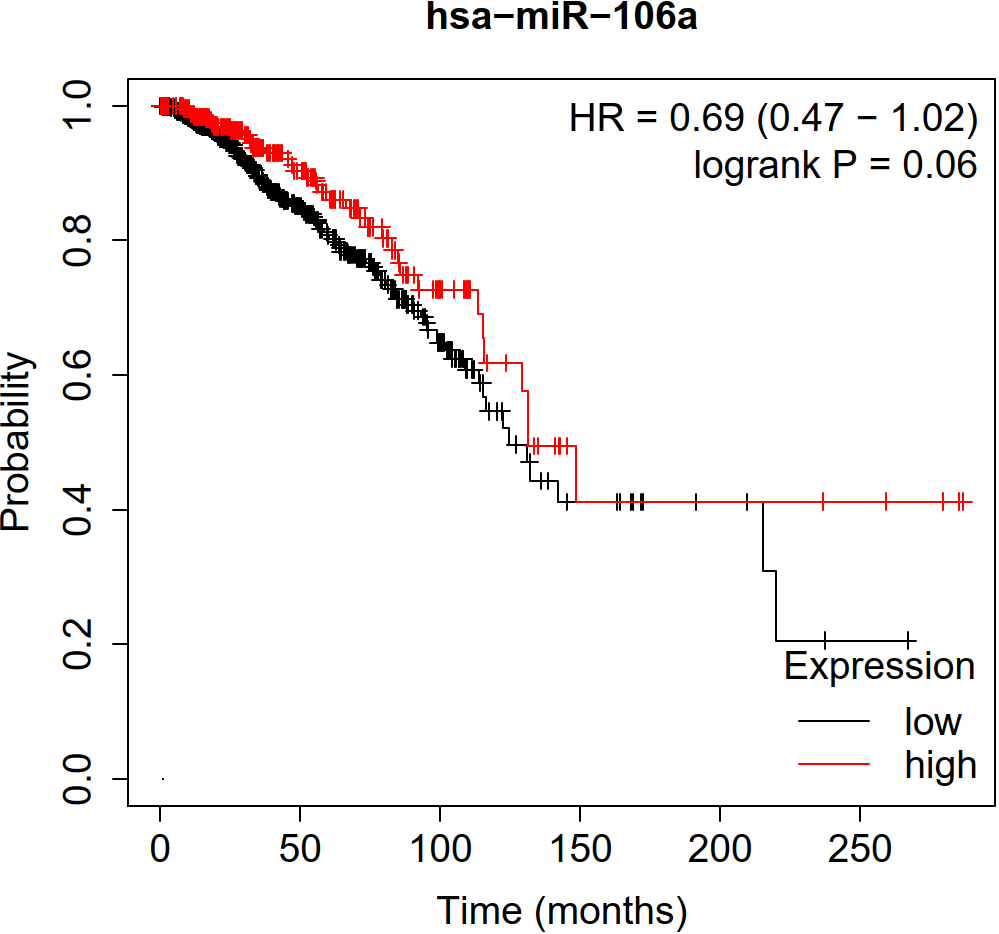 hsa−miR−106a
HR = 0.69 (0.47 − 1.02)
logrank P = 0.06
Probability
1.0
0.8
0.6
0.4
0.2
0.0
Expression
low
high
0 50 100 150 200 250
Time (months)